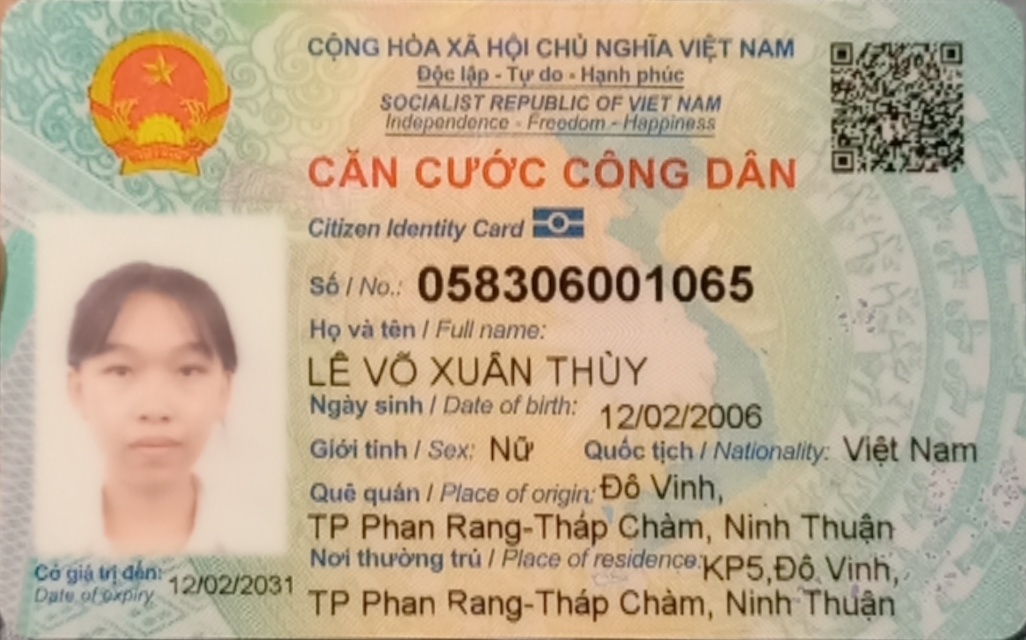 CỘNG HÒA XÃ HỘI CHỦ NGHĨA VIỆT NAM
Độc lập - Tự do - Hạnh phúc
SOCIALIST REPUBLIC OF VIET NAM
Independence - Freedom - Happiness
CĂN CƯỚC CÔNG DÂN
Citizen Identity Card
Số / No.: 058306001065
Họ và tên / Full name:
LÊ VÕ XUÂN THÙY
Ngày sinh / Date of birth: 12/02/2006
Giới tính / Sex: Nữ Quốc tịch / Nationality: Việt Nam
Quê quán / Place of origin: Đô Vinh,
TP Phan Rang-Tháp Chàm, Ninh Thuận
Nơi thường trú / Place of residence: KP5,Đô Vinh,
TP Phan Rang-Tháp Chàm, Ninh Thuận
Có giá trị đến: 12/02/2031
Date of expiry